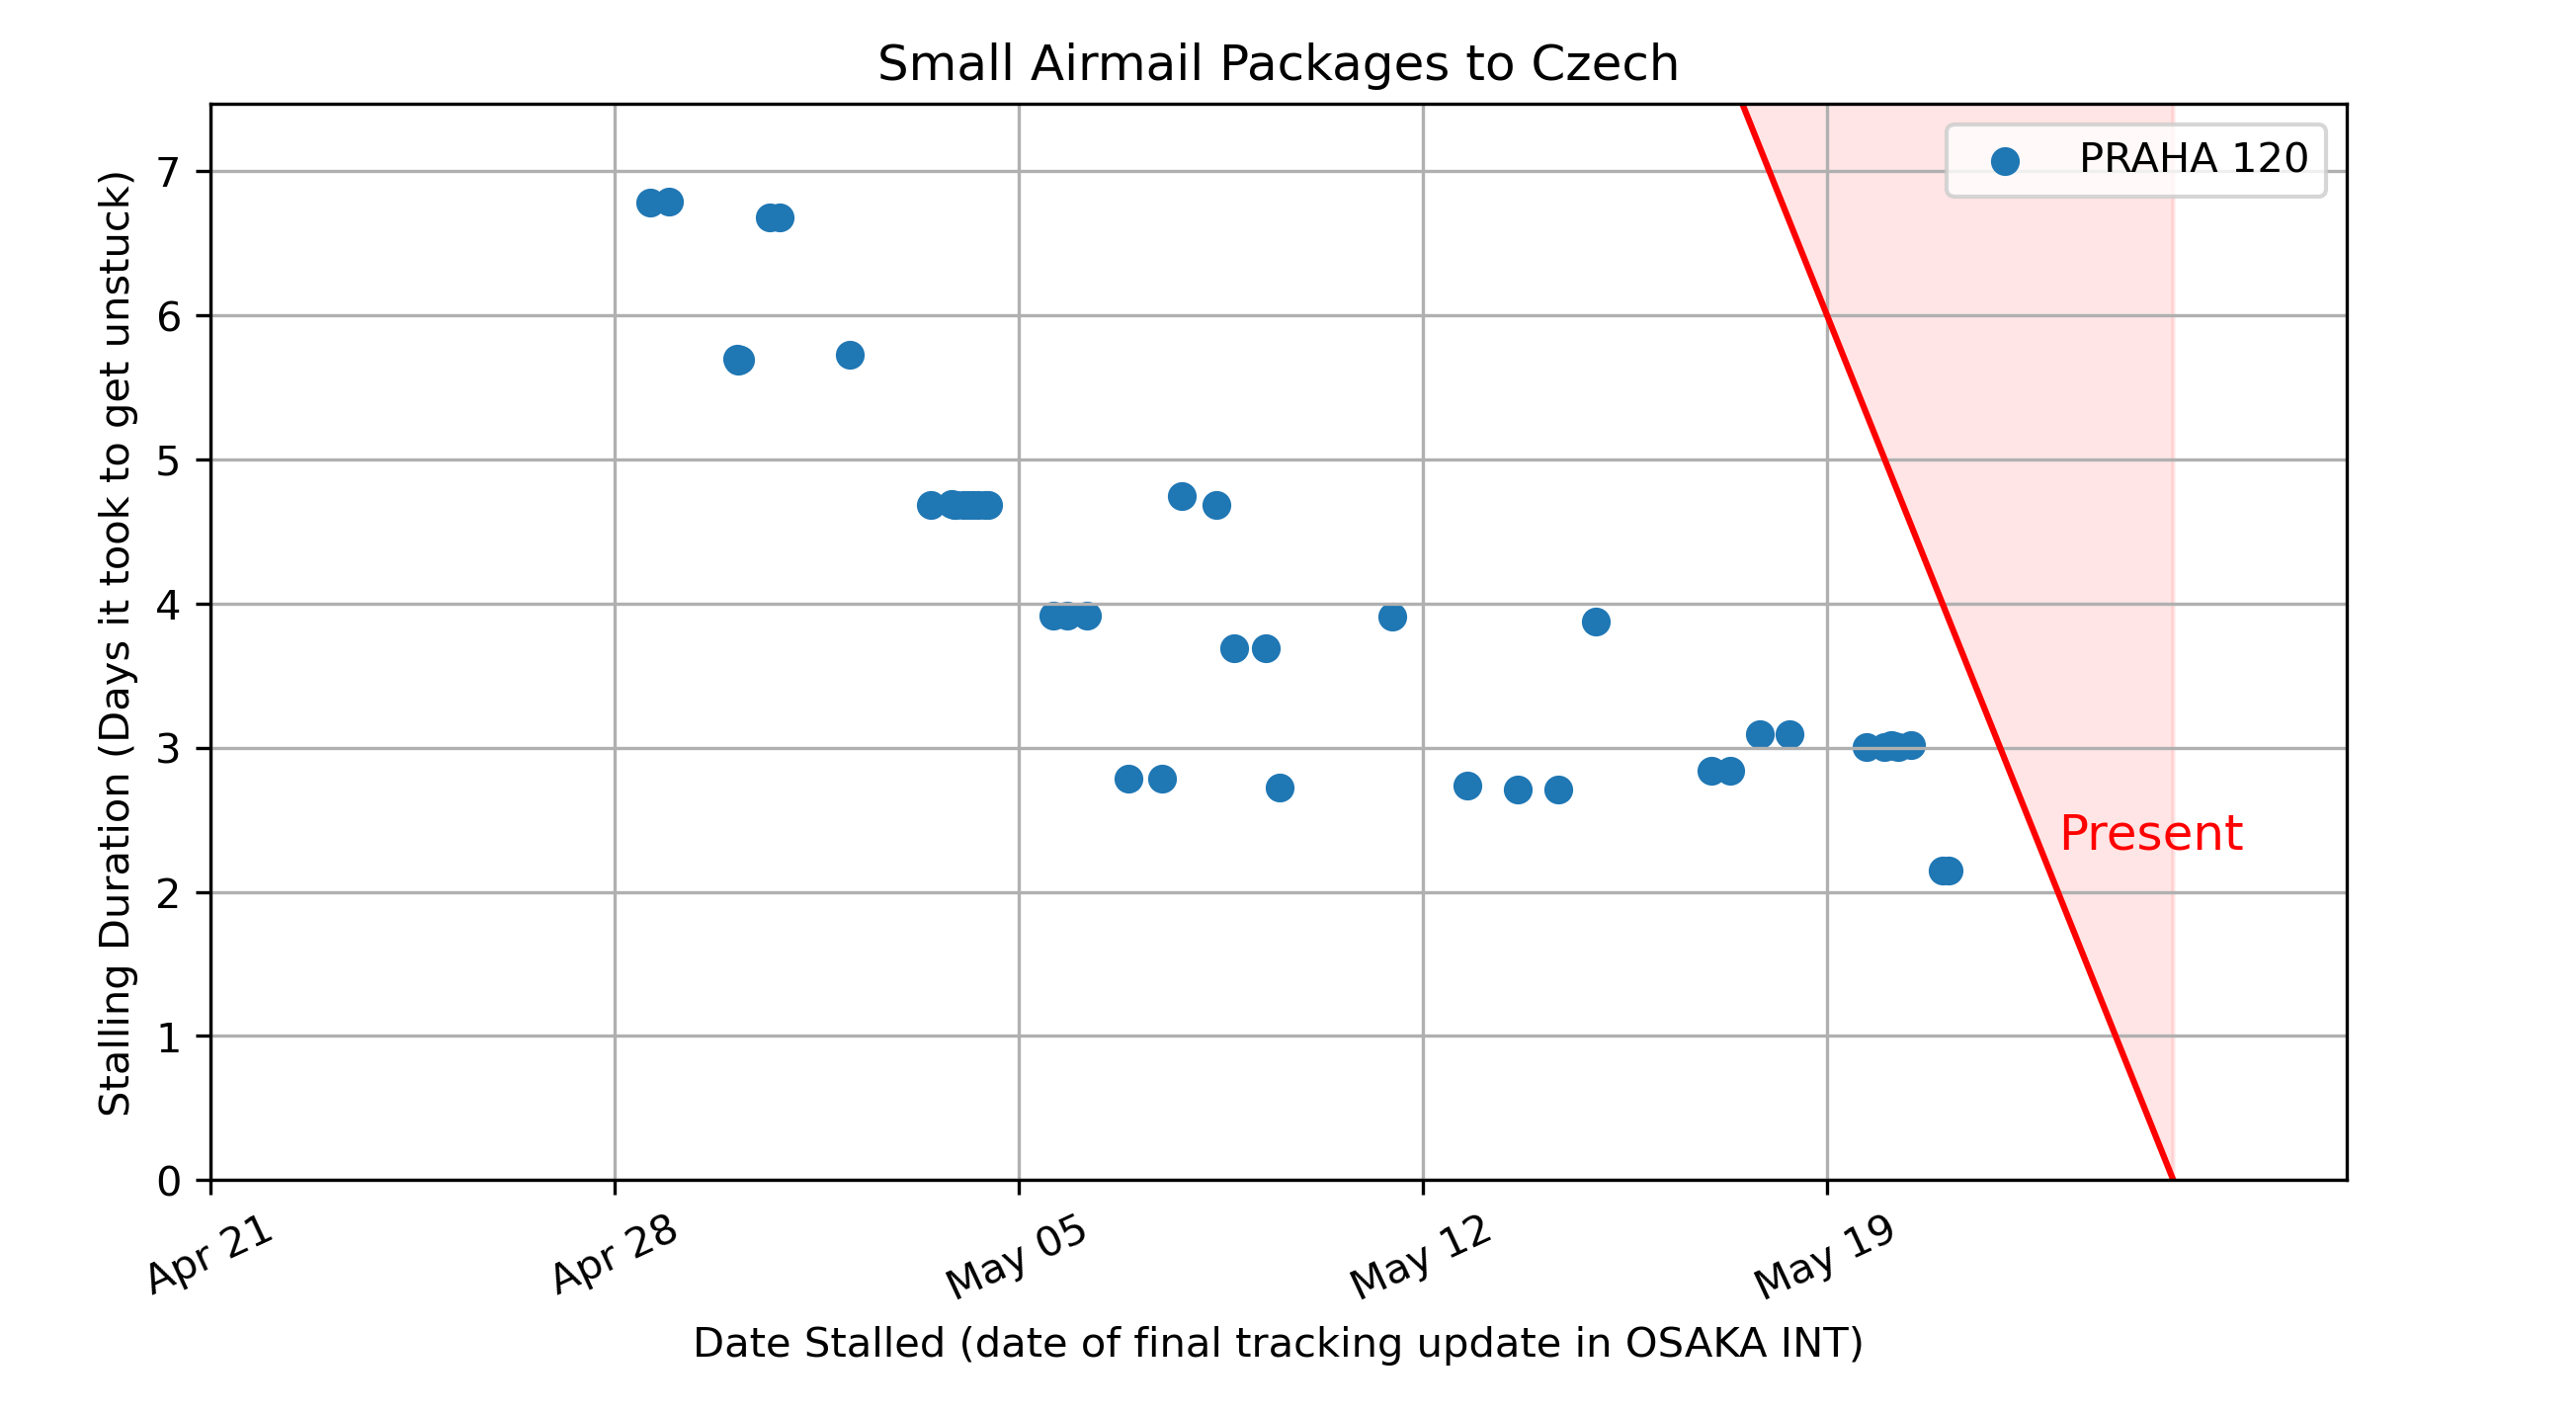 Small Airmail Packages to Czech
PRAHA 120
Stalling Duration (Days it took to get unstuck)
7
6
5
4
3
2
1
0
Present
Apr 21
Apr 28
May 05
May 12
May 19
Date Stalled (date of final tracking update in OSAKA INT)